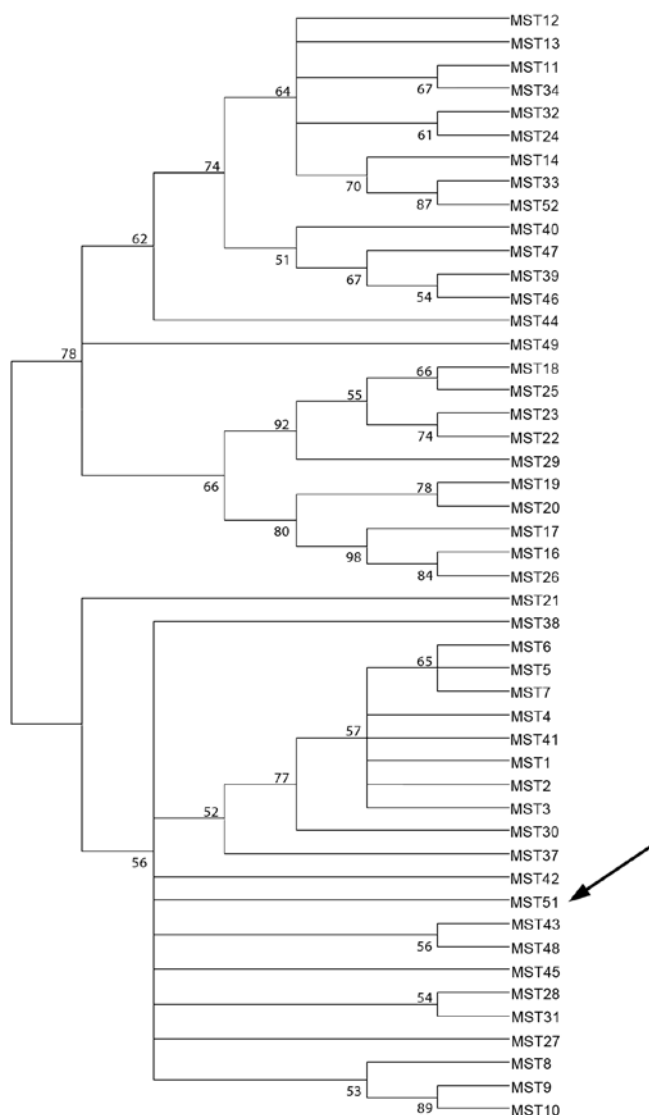 MST12
MST13
MST11
67
MST34
64
MST32
61
MST24
MST14
74
70
MST33
87
MST52
MST40
62
51
MST47
67
MST39
54
MST46
MST44
78
MST49
66
MST18
55
MST25
92
MST23
74
MST22
66
MST29
78
MST19
80
MST20
98
MST17
MST16
84
MST26
MST21
MST38
MST6
65
MST5
MST7
57
MST4
MST41
77
MST1
MST2
52
MST3
MST30
56
MST37
MST42
MST51
MST43
56
MST48
MST45
54
MST28
MST31
MST27
MST8
53
MST9
89
MST10